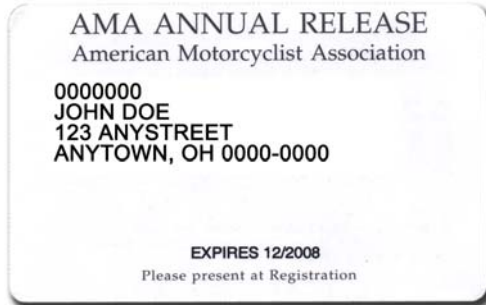 AMA ANNUAL RELEASE
American Motorcyclist Association
0000000
JOHN DOE
123 ANYSTREET
ANYTOWN, OH 0000-0000
EXPIRES 12/2008
Please present at Registration